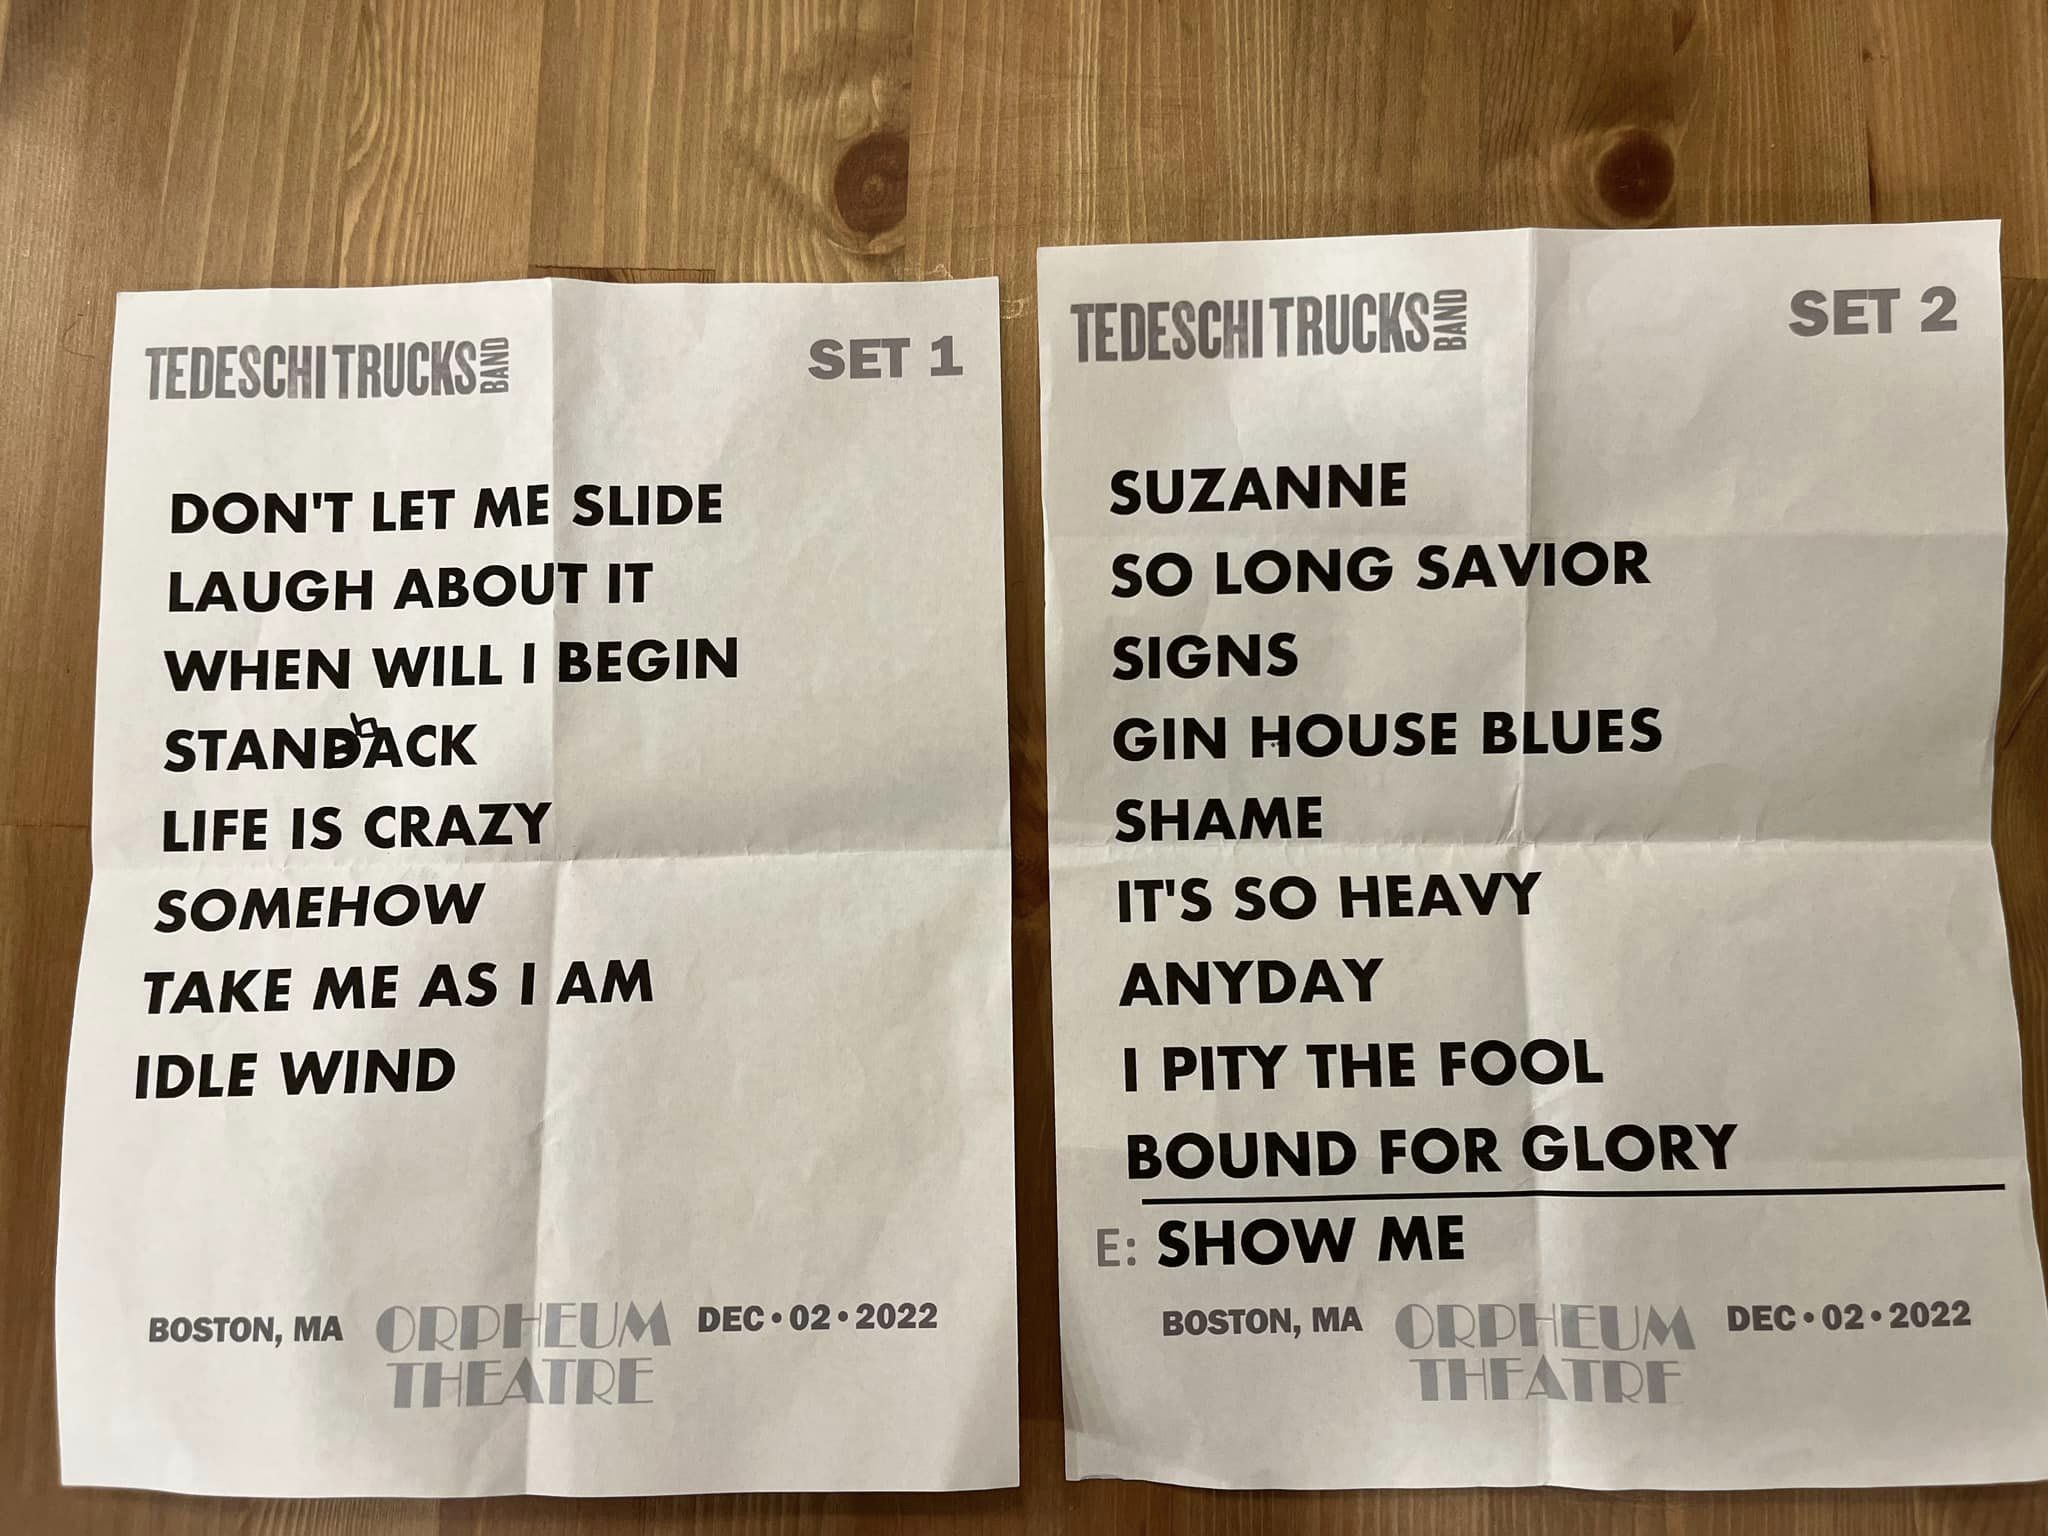 TEDESCHI TRUCKS BAND
SET 1
DON'T LET ME SLIDE
LAUGH ABOUT IT
WHEN WILL I BEGIN
STANDbACK
LIFE IS CRAZY
SOMEHOW
TAKE ME AS I AM
IDLE WIND
BOSTON, MA ORPHEUM THEATRE DEC • 02 • 2022
TEDESCHI TRUCKS BAND
SET 2
SUZANNE
SO LONG SAVIOR
SIGNS
GIN HOUSE BLUES
SHAME
IT'S SO HEAVY
ANYDAY
I PITY THE FOOL
BOUND FOR GLORY
E: SHOW ME
BOSTON, MA ORPHEUM THEATRE DEC • 02 • 2022